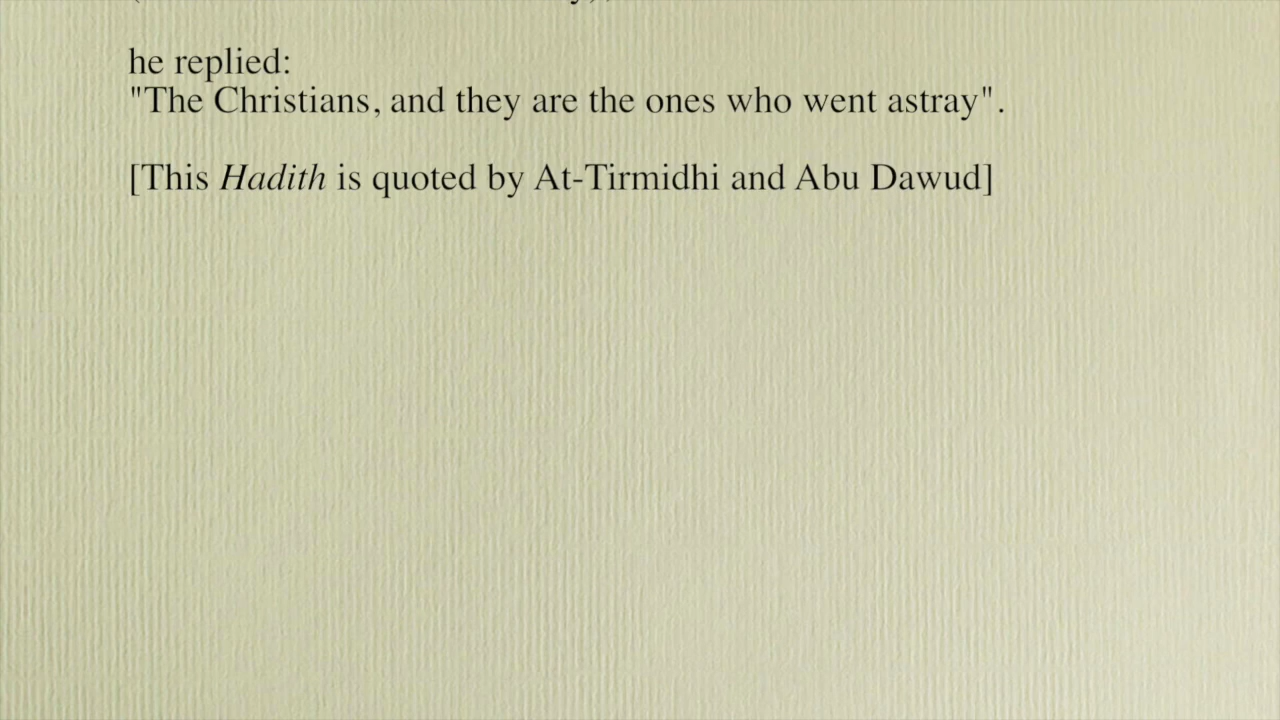 he replied:
"The Christians, and they are the ones who went astray".
[This Hadith is quoted by At-Tirmidhi and Abu Dawud]